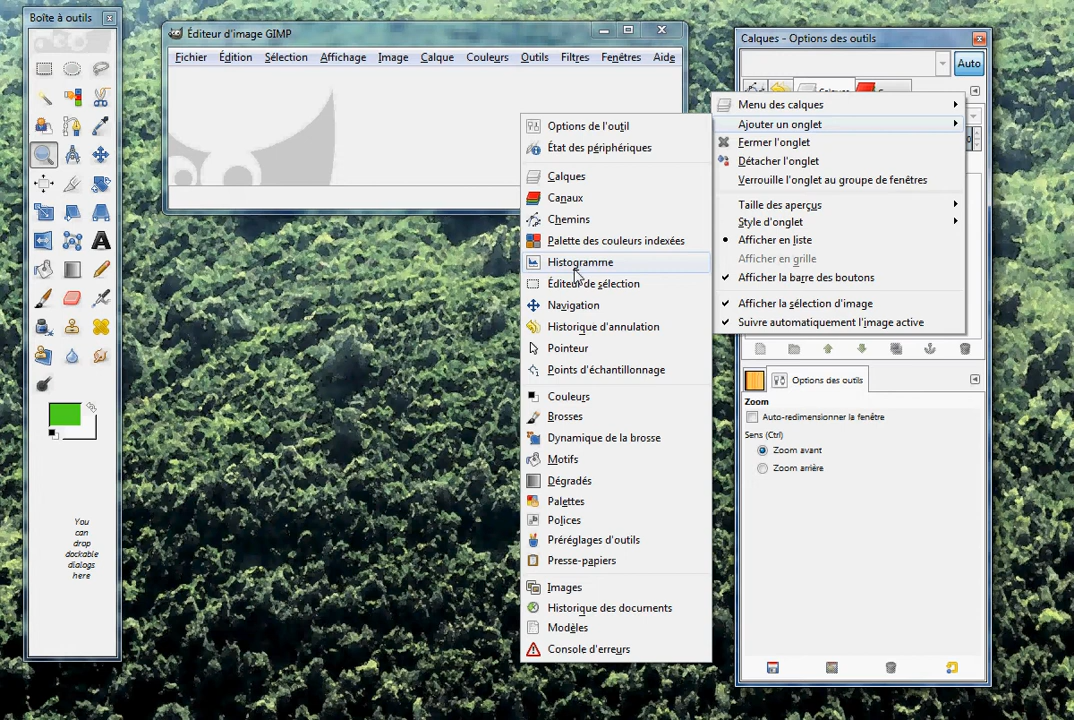 Boîte à outils
You
can
drop
dockable
dialogs
here
Éditeur d'image GIMP
Fichier Édition Sélection Affichage Image Calque Couleurs Outils Filtres Fenêtres Aide
Options de l'outil
État des périphériques
Calques
Canaux
Chemins
Palette des couleurs indexées
Histogramme
Éditeur de sélection
Navigation
Historique d'annulation
Pointeur
Points d'échantillonnage
Couleurs
Brosses
Dynamique de la brosse
Motifs
Dégradés
Palettes
Polices
Préréglages d'outils
Presse-papiers
Images
Historique des documents
Modèles
Console d'erreurs
Calques - Options des outils
Auto
Menu des calques
Ajouter un onglet
Fermer l'onglet
Détacher l'onglet
Verrouille l'onglet au groupe de fenêtres
Taille des aperçus
Style d'onglet
Afficher en liste
Afficher en grille
Afficher la barre des boutons
Afficher la sélection d'image
Suivre automatiquement l'image active
Options des outils
Zoom
Auto-redimensionner la fenêtre
Sens (Ctrl)
Zoom avant
Zoom arrière